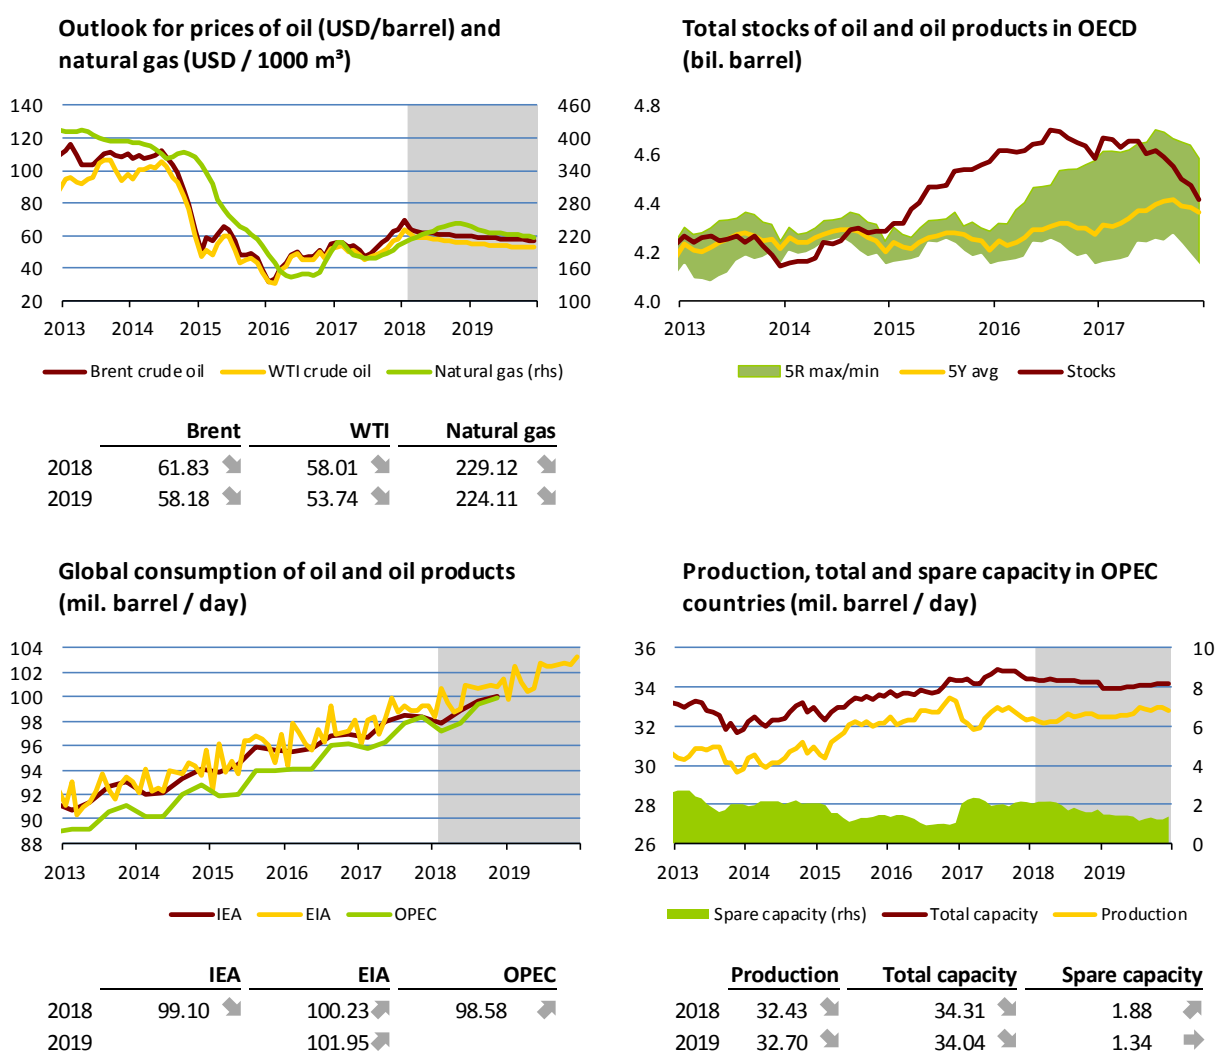 Outlook for prices of oil (USD/barrel) and
natural gas (USD / 1000 m³)
140 460
120 400
100 340
80 280
60 220
40 160
20 100
2013 2014 2015 2016 2017 2018 2019
Brent crude oil WTI crude oil Natural gas (rhs)
Brent WTI Natural gas
2018 61.83 58.01 229.12
2019 58.18 53.74 224.11
Total stocks of oil and oil products in OECD
(bil. barrel)
4.8
4.6
4.4
4.2
4.0
2013 2014 2015 2016 2017
5R max/min 5Y avg Stocks
Global consumption of oil and oil products
(mil. barrel / day)
104
102
100
98
96
94
92
90
88
2013 2014 2015 2016 2017 2018 2019
IEA EIA OPEC
IEA EIA OPEC
2018 99.10 100.23 98.58
2019 101.95
Production, total and spare capacity in OPEC
countries (mil. barrel / day)
36 10
34 8
32 6
30 4
28 2
26 0
2013 2014 2015 2016 2017 2018 2019
Spare capacity (rhs) Total capacity Production
Production Total capacity Spare capacity
2018 32.43 34.31 1.88
2019 32.70 34.04 1.34